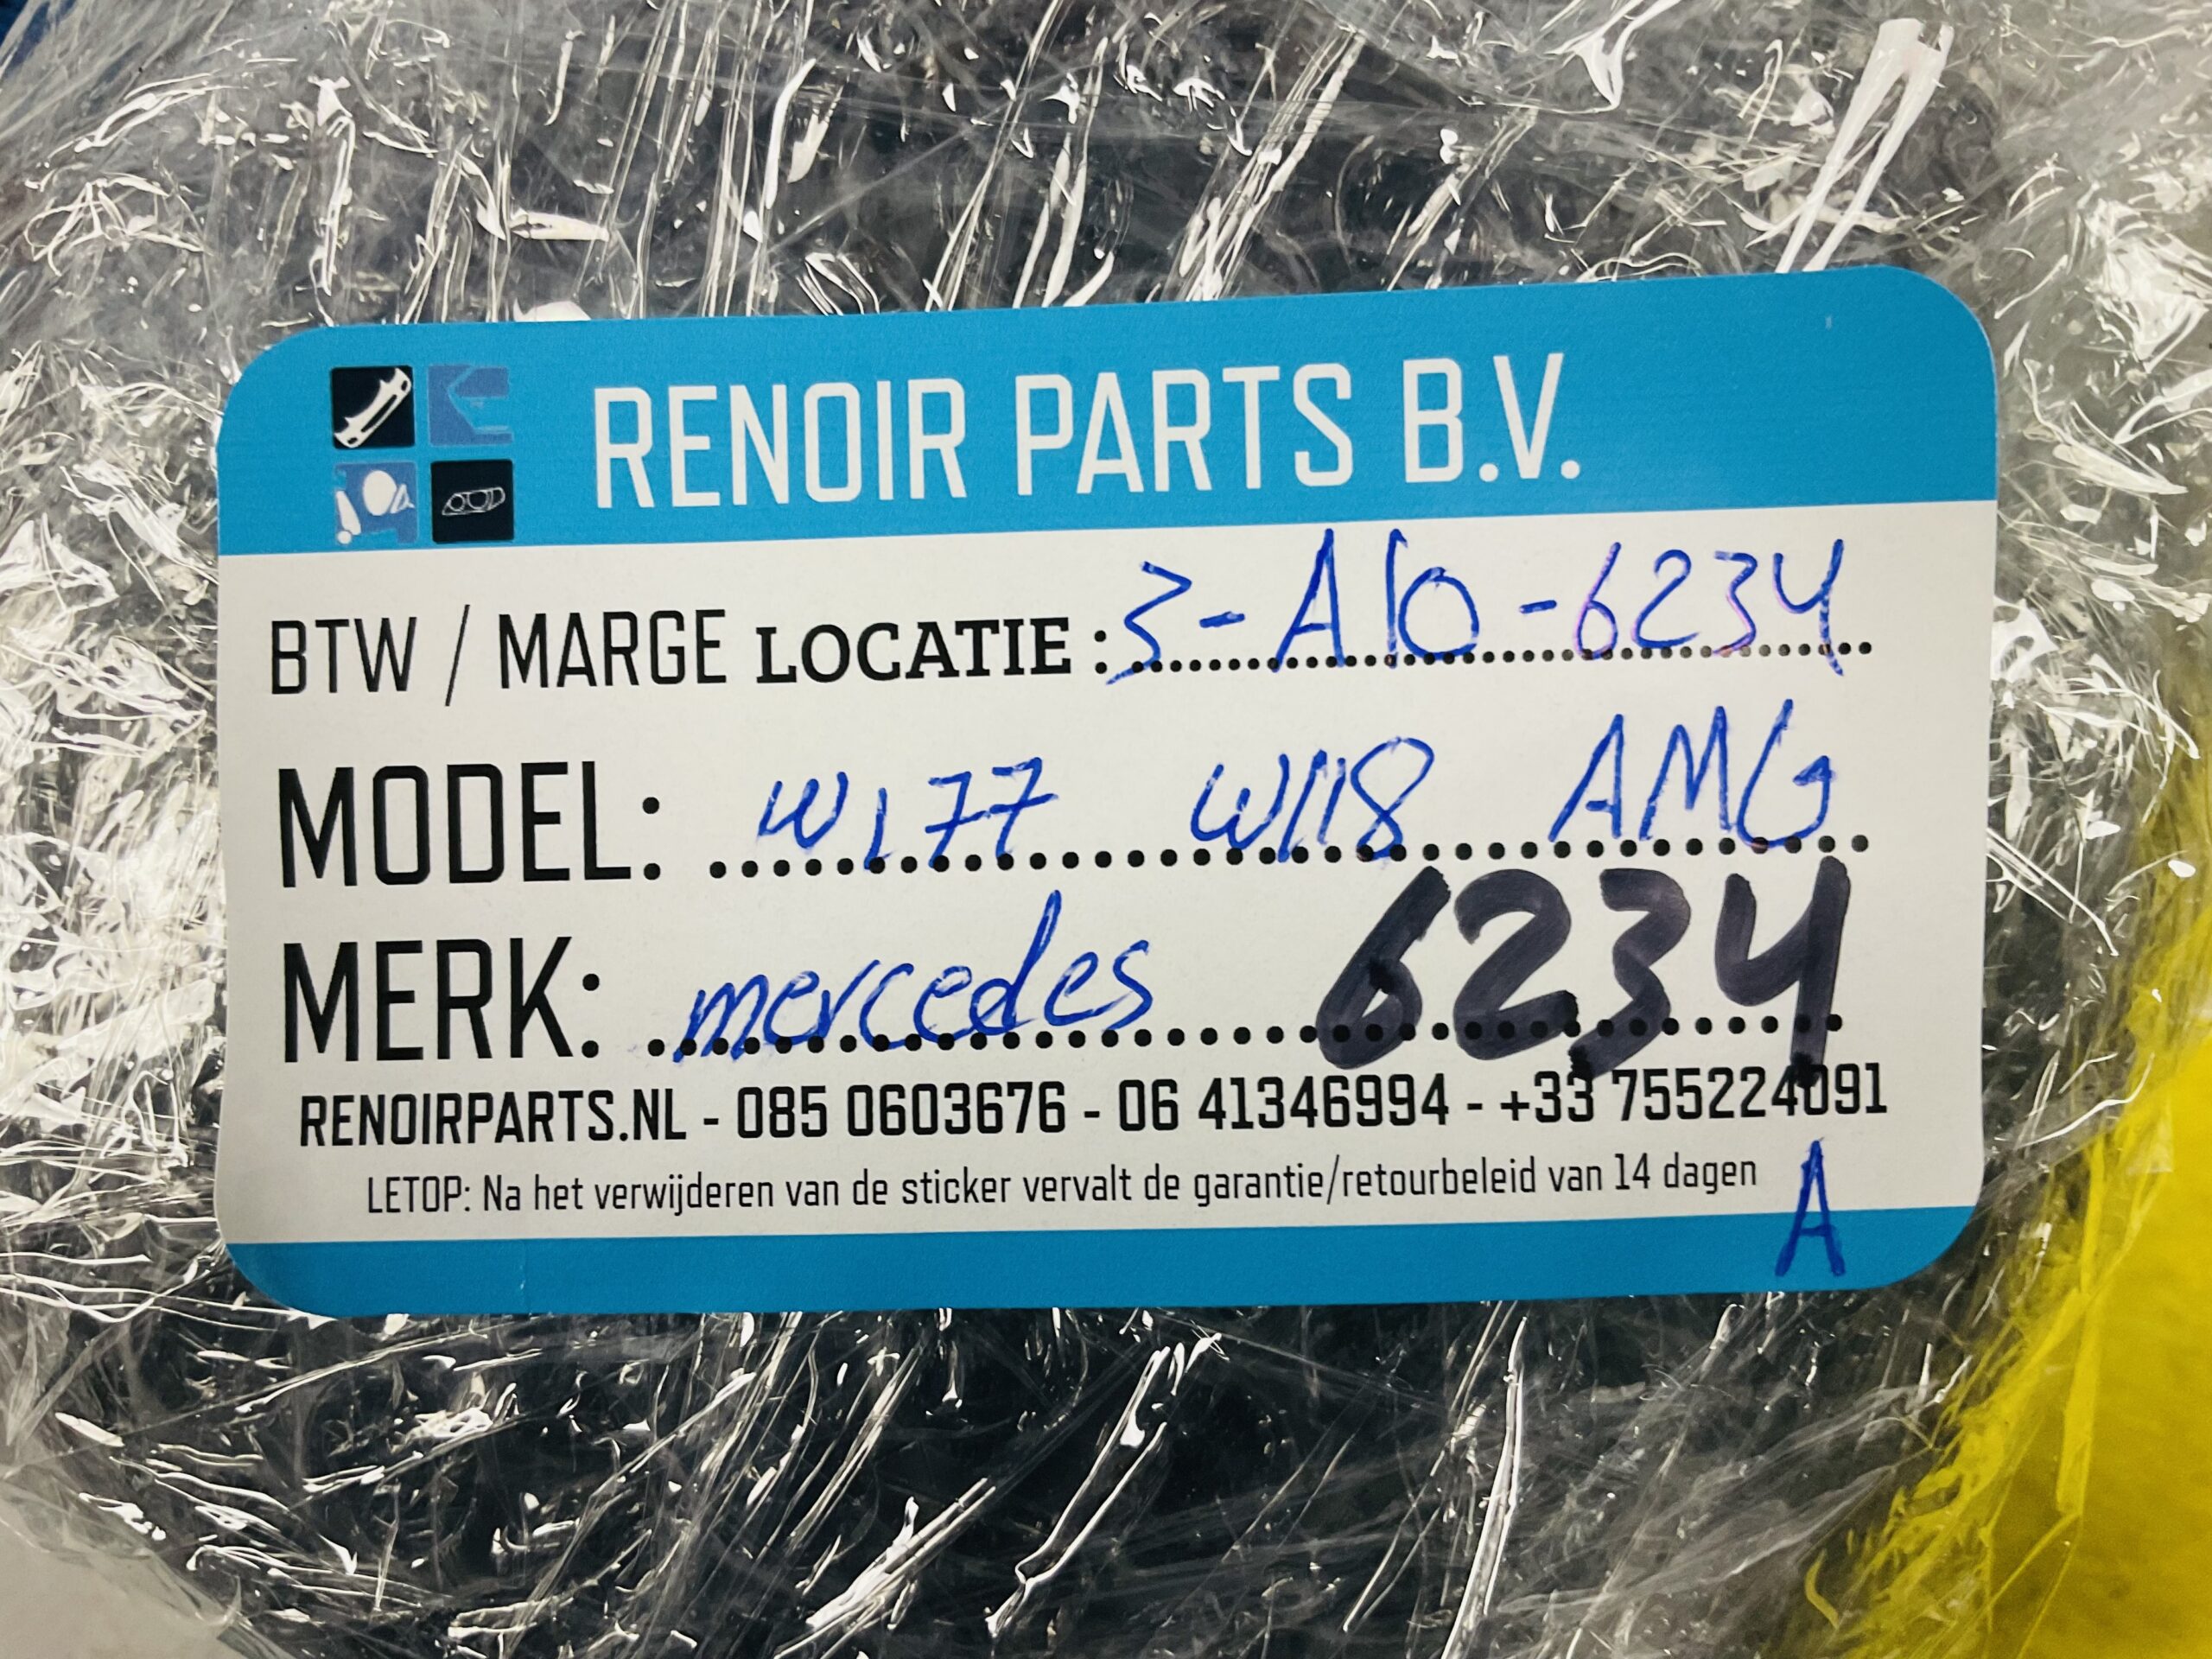 RENOIR PARTS B.V.
BTW / MARGE LOCATIE : 3-A10-6234
MODEL: W177 W118 AMG
MERK: mercedes 6234
RENOIRPARTS.NL - 085 0603676 - 06 41346994 - +33 755224091
LETOP: Na het verwijderen van de sticker vervalt de garantie/retourbeleid van 14 dagen
A